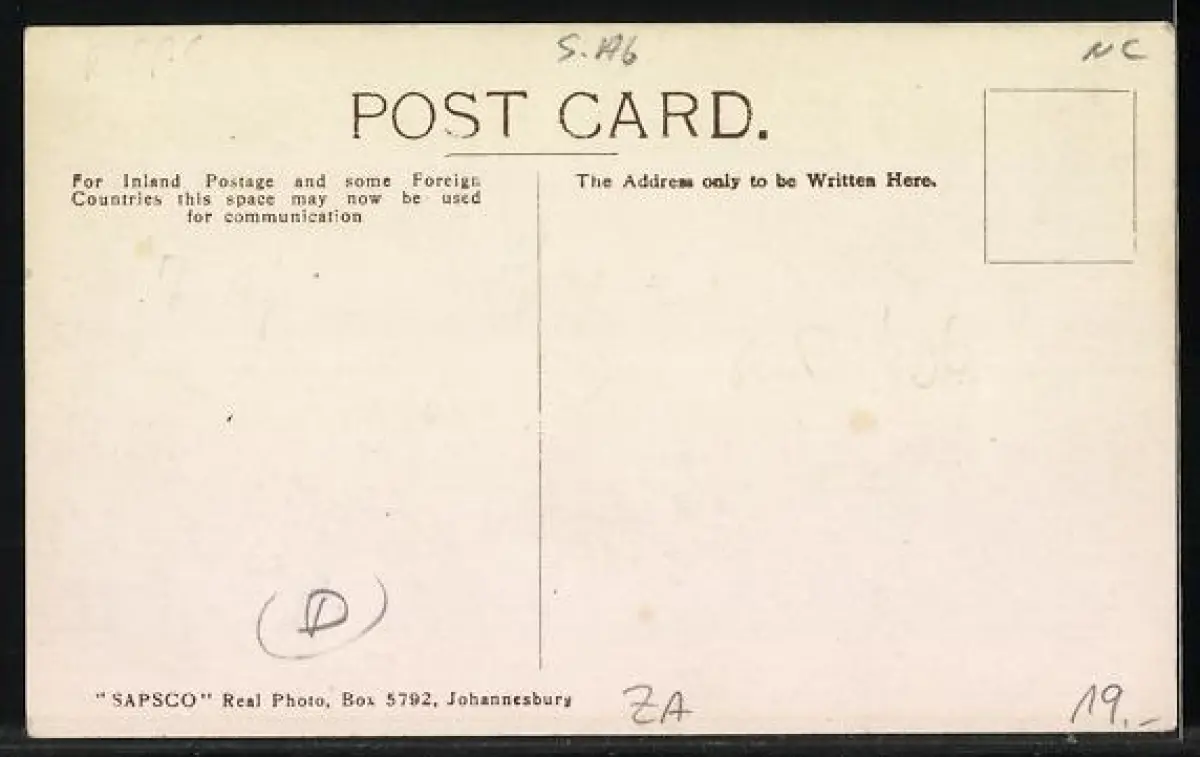 S.A6 NC
POST CARD.
For Inland Postage and some Foreign
Countries this space may now be used
for communication
The Address only to be Written Here.
(D)
"SAPSCO" Real Photo, Box 5792, Johannesburg
ZA
19.-